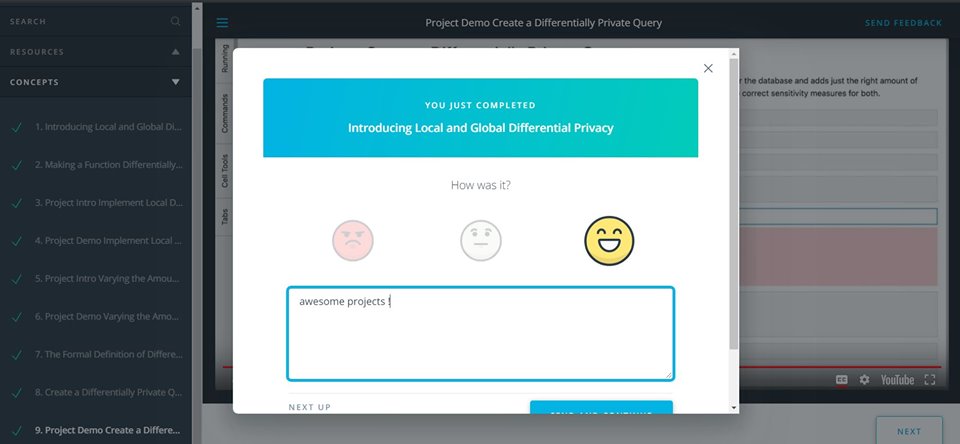 SEARCH
RESOURCES
CONCEPTS
1. Introducing Local and Global Di...
2. Making a Function Differentially...
3. Project Intro Implement Local D...
4. Project Demo Implement Local ...
5. Project Intro Varying the Amou...
6. Project Demo Varying the Amo...
7. The Formal Definition of Differe...
8. Create a Differentially Private Q...
9. Project Demo Create a Differe...
Project Demo Create a Differentially Private Query
SEND FEEDBACK
Running
Commands
Cell Tools
Tabs
r the database and adds just the right amount of
correct sensitivity measures for both.
YOU JUST COMPLETED
Introducing Local and Global Differential Privacy
How was it?
awesome projects !
NEXT UP
SEND AND CONTINUE
CC
YouTube
NEXT